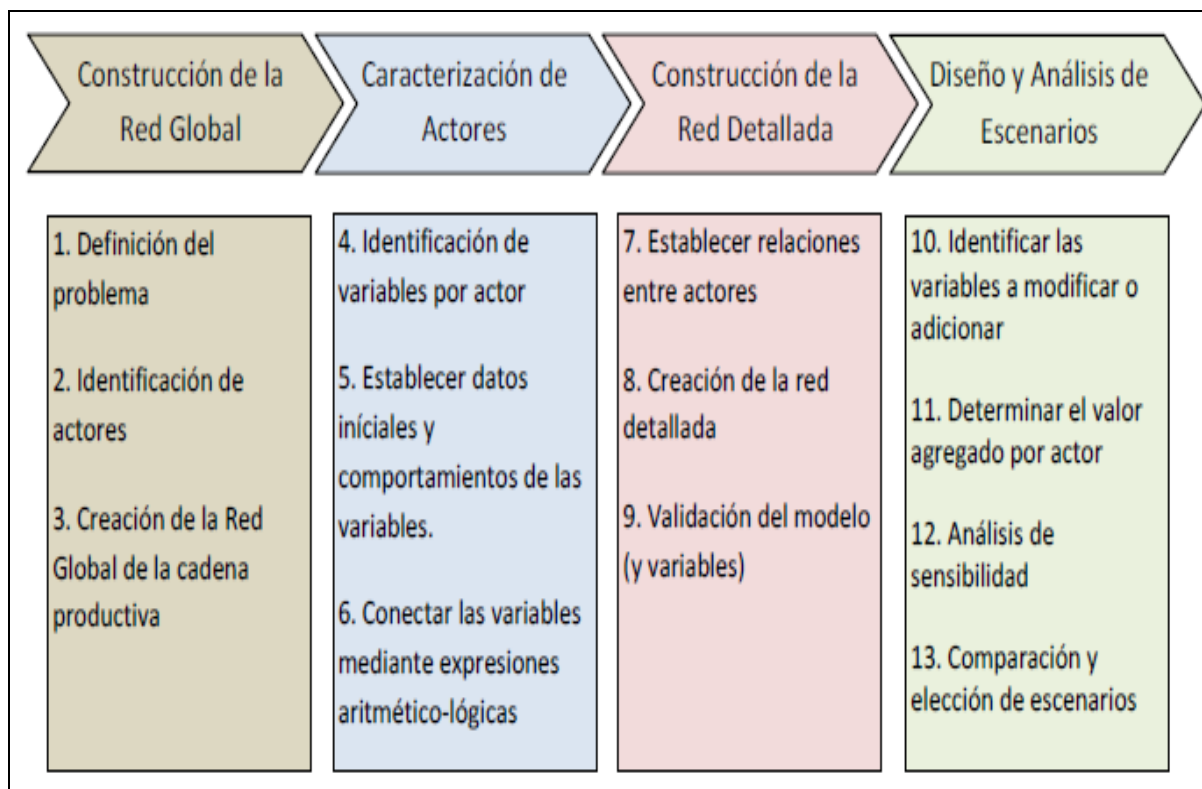 Construcción de la
Red Global
Caracterización de
Actores
Construcción de la
Red Detallada
Diseño y Análisis de
Escenarios
1. Definición del
problema
2. Identificación de
actores
3. Creación de la Red
Global de la cadena
productiva
4. Identificación de
variables por actor
5. Establecer datos
iníciales y
comportamientos de las
variables.
6. Conectar las variables
mediante expresiones
aritmético-lógicas
7. Establecer relaciones
entre actores
8. Creación de la red
detallada
9. Validación del modelo
(y variables)
10. Identificar las
variables a modificar o
adicionar
11. Determinar el valor
agregado por actor
12. Análisis de
sensibilidad
13. Comparación y
elección de escenarios